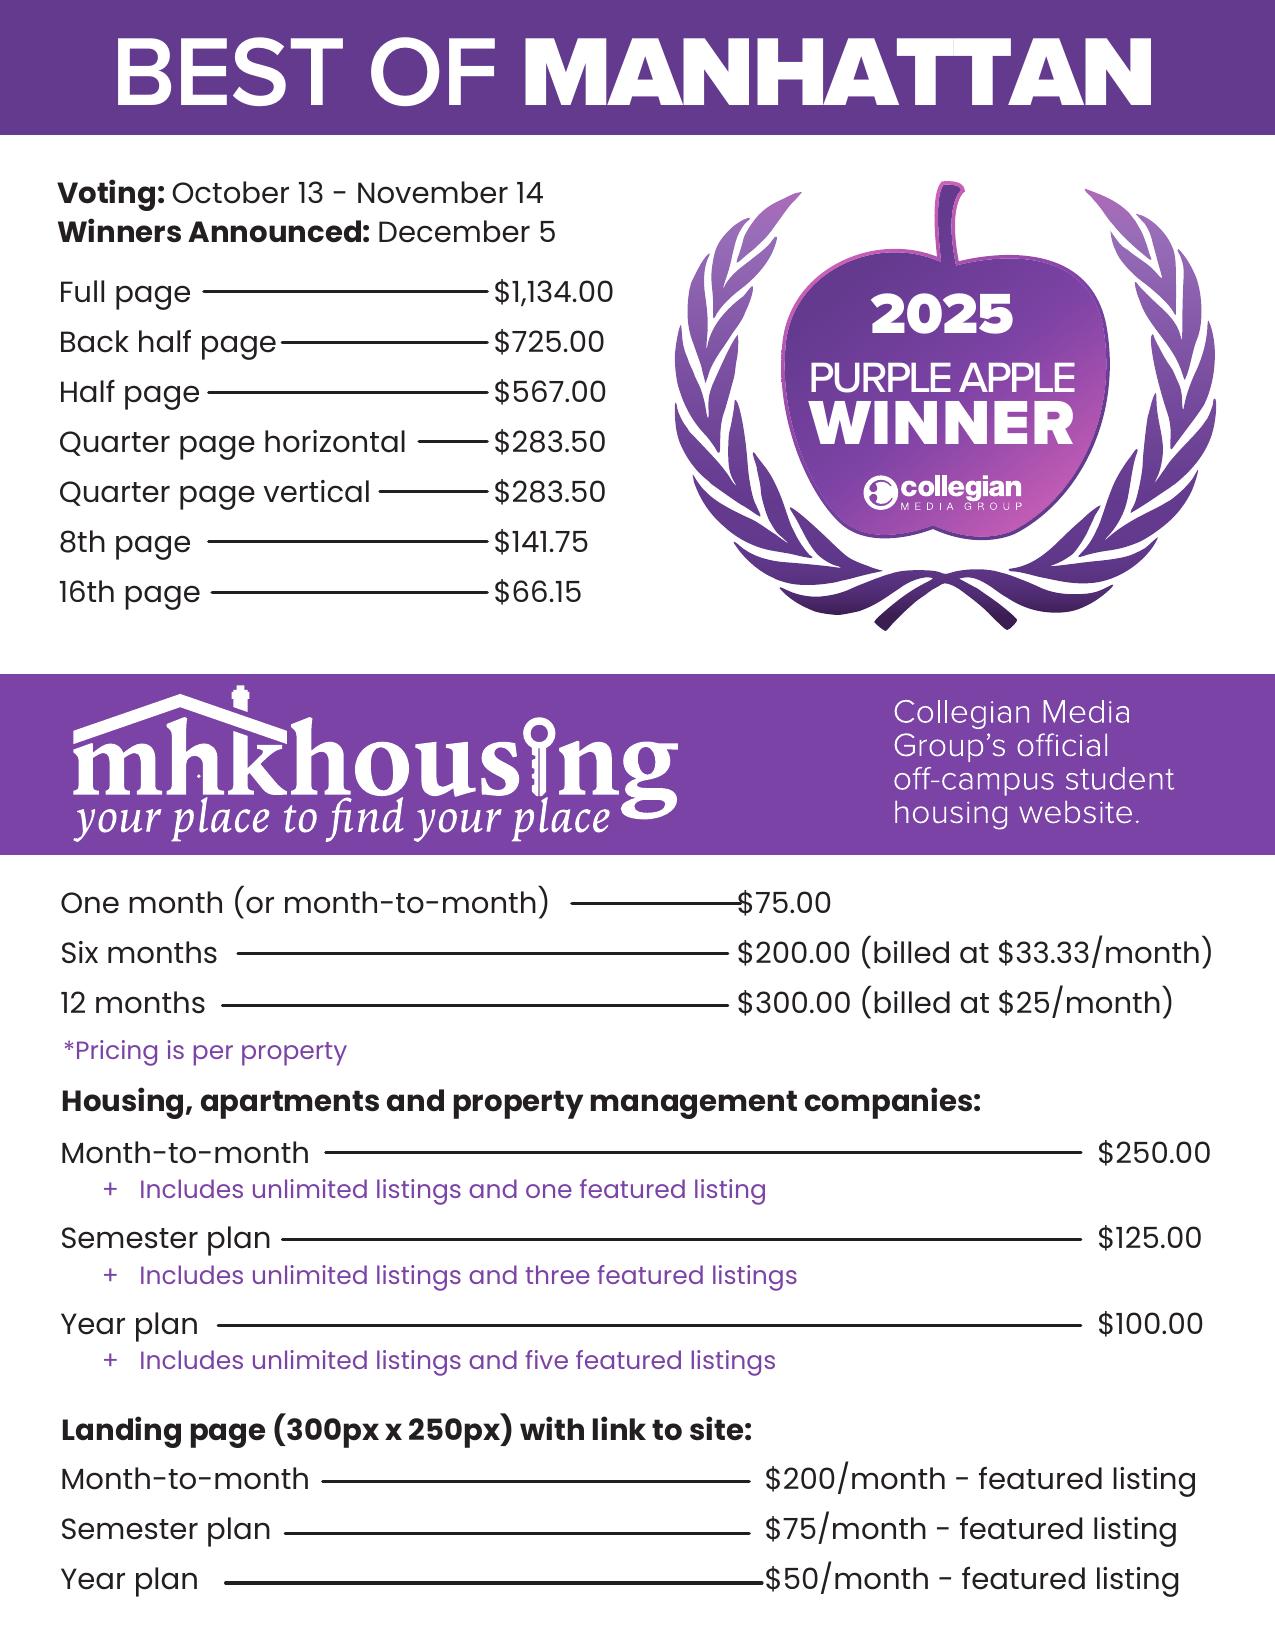 BEST OF MANHATTAN
Voting: October 13 - November 14
Winners Announced: December 5
Full page $1,134.00
Back half page $725.00
Half page $567.00
Quarter page horizontal $283.50
Quarter page vertical $283.50
8th page $141.75
16th page $66.15
2025
PURPLE APPLE
WINNER
collegian
MEDIA GROUP
mhkhousing
your place to find your place
Collegian Media
Group's official
off-campus student
housing website.
One month (or month-to-month) $75.00
Six months $200.00 (billed at $33.33/month)
12 months $300.00 (billed at $25/month)
*Pricing is per property
Housing, apartments and property management companies:
Month-to-month $250.00
+ Includes unlimited listings and one featured listing
Semester plan $125.00
+ Includes unlimited listings and three featured listings
Year plan $100.00
+ Includes unlimited listings and five featured listings
Landing page (300px x 250px) with link to site:
Month-to-month $200/month - featured listing
Semester plan $75/month - featured listing
Year plan $50/month - featured listing